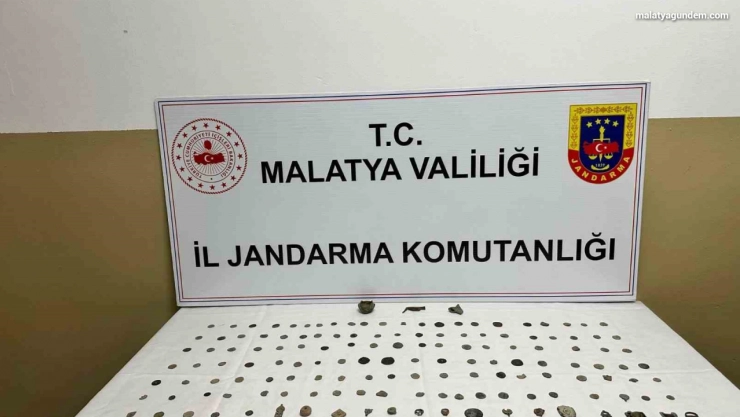 malatyagundem.com
T.C.
MALATYA VALİLİĞİ
İL JANDARMA KOMUTANLIĞI
JANDARMA